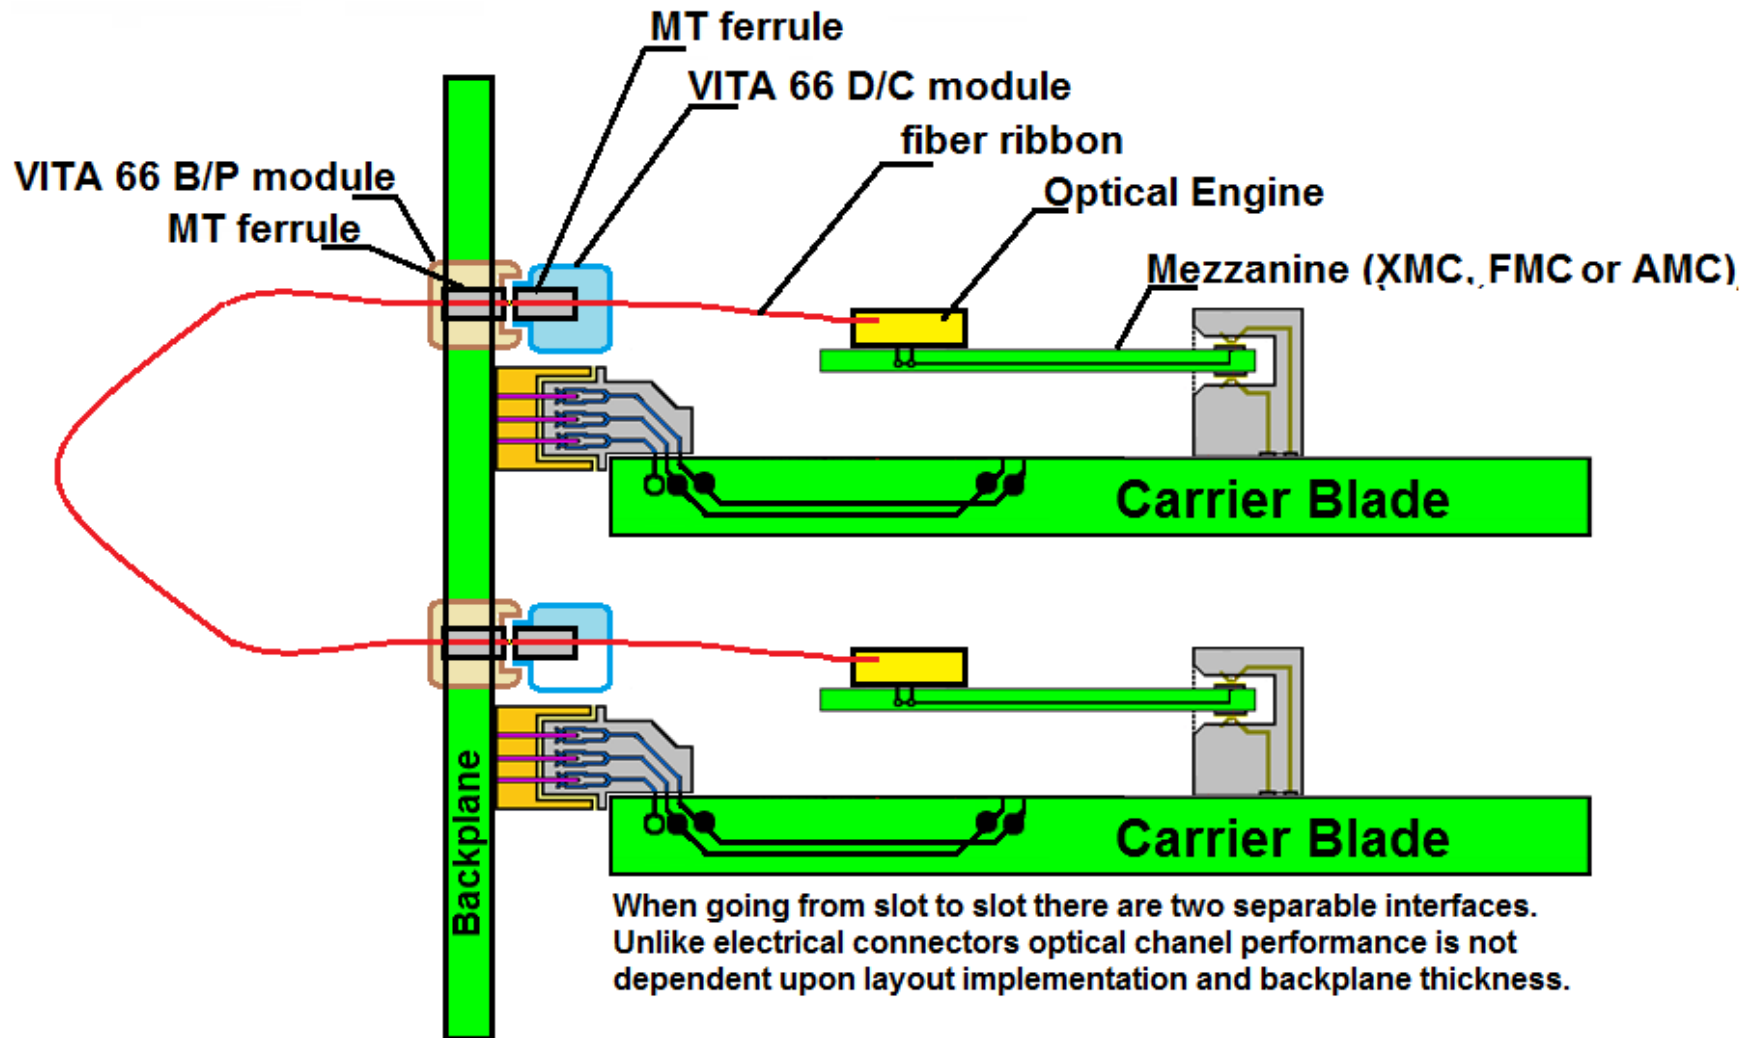 MT ferrule
VITA 66 D/C module
fiber ribbon
VITA 66 B/P module
Optical Engine
MT ferrule
Mezzanine (XMC, FMC or AMC)
Carrier Blade
Backplane
Carrier Blade
When going from slot to slot there are two separable interfaces.
Unlike electrical connectors optical chanel performance is not
dependent upon layout implementation and backplane thickness.